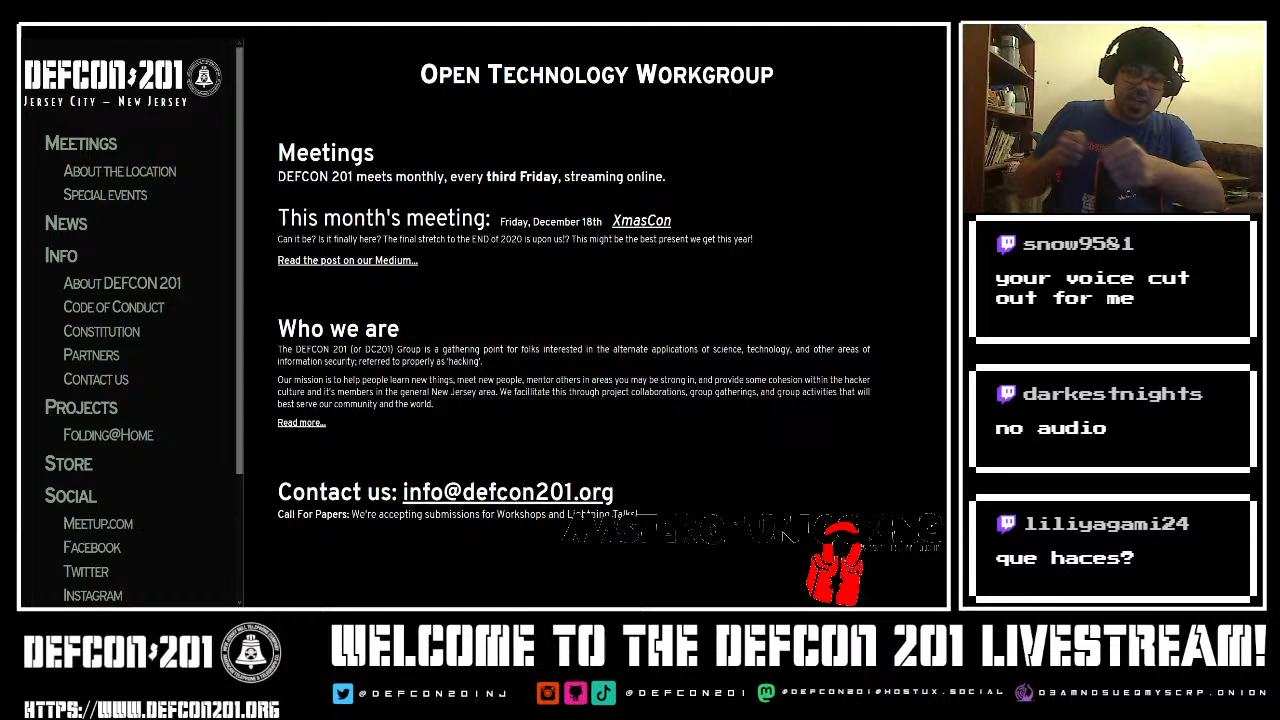 DEFCON 201
JERSEY CITY – NEW JERSEY
MEETINGS
ABOUT THE LOCATION
SPECIAL EVENTS
NEWS
INFO
ABOUT DEFCON 201
CODE OF CONDUCT
CONSTITUTION
PARTNERS
CONTACT US
PROJECTS
FOLDING@HOME
STORE
SOCIAL
MEETUP.COM
FACEBOOK
TWITTER
INSTAGRAM
OPEN TECHNOLOGY WORKGROUP
Meetings
DEFCON 201 meets monthly, every third Friday, streaming online.
This month's meeting: Friday, December 18th XmasCon
Can it be? Is it finally here? The final stretch to the END of 2020 is upon us!? This might be the best present we get this year!
Read the post on our Medium...
Who we are
The DEFCON 201 (or DC201) Group is a gathering point for folks interested in the alternate applications of science, technology, and other areas of
information security; referred to properly as 'hacking'.
Our mission is to help people learn new things, meet new people, mentor others in areas you may be strong in, and provide some cohesion within the hacker
culture and it's members in the general New Jersey area. We facilitate this through project collaborations, group gatherings, and group activities that will
best serve our community and the world.
Read more...
Contact us: info@defcon201.org
Call For Papers: We're accepting submissions for Workshops and Lightning Talks!
snow9581
your voice cut
out for me
darkestnights
no audio
liliyagami24
que haces?
DEFCON 201
HTTPS://WWW.DEFCON201.ORG
WELCOME TO THE DEFCON 201 LIVESTREAM!
@DEFCON201NJ
@DEFCON201
@DEFCON201@HOSTUX.SOCIAL